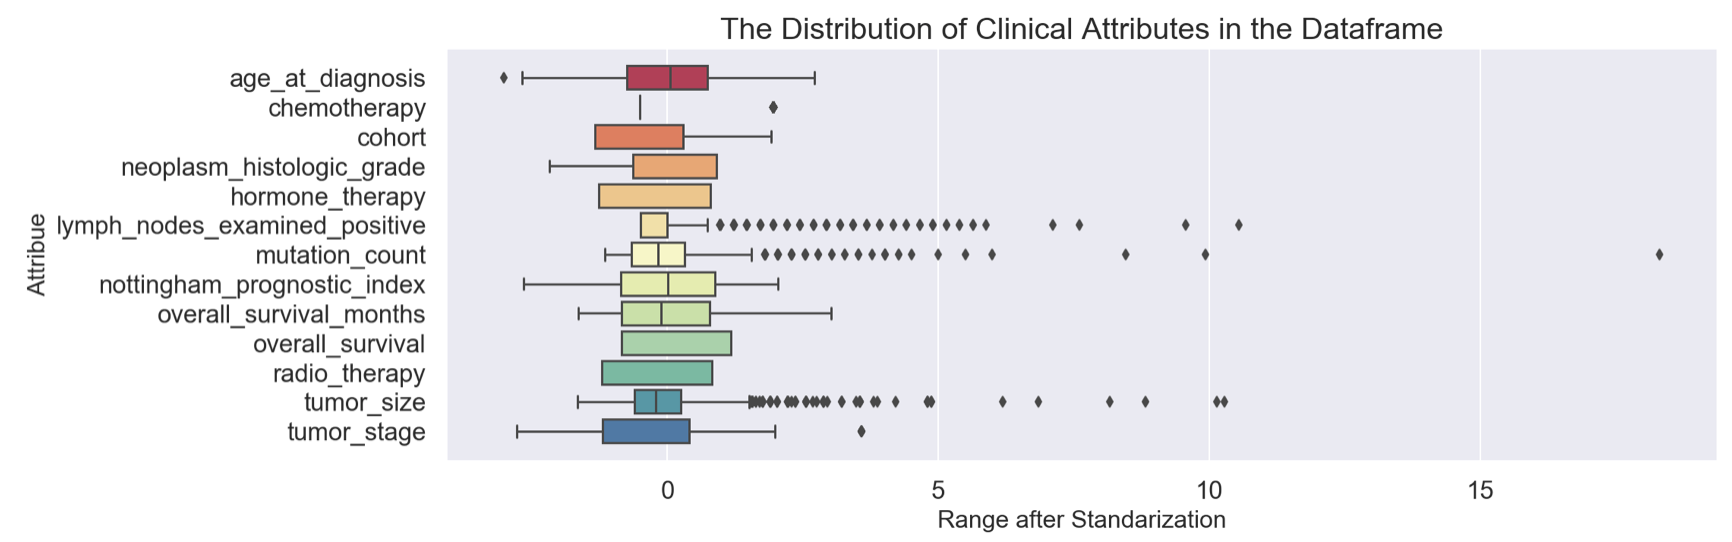 The Distribution of Clinical Attributes in the Dataframe
Attribue
age_at_diagnosis
chemotherapy
cohort
neoplasm_histologic_grade
hormone_therapy
lymph_nodes_examined_positive
mutation_count
nottingham_prognostic_index
overall_survival_months
overall_survival
radio_therapy
tumor_size
tumor_stage
0 5 10 15
Range after Standarization